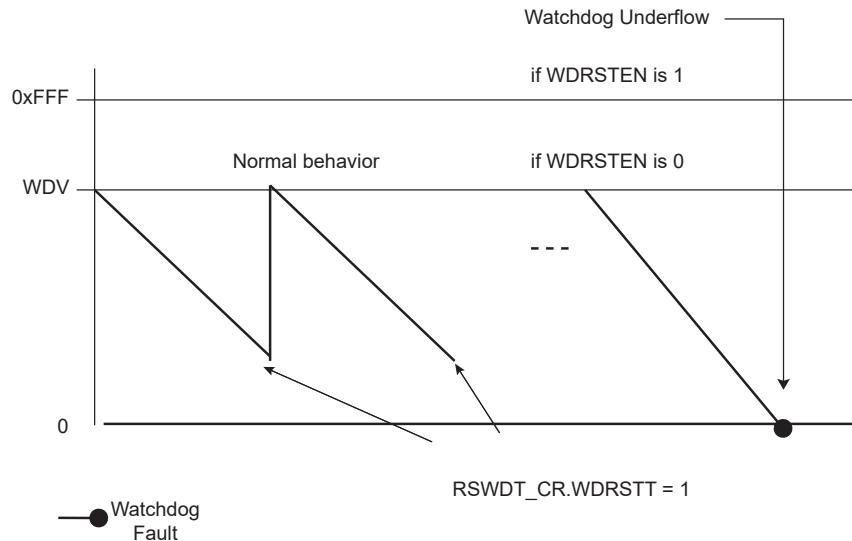 Watchdog Underflow
if WDRSTEN is 1
0xFFF
Normal behavior
if WDRSTEN is 0
WDV
0
RSWDT_CR.WDRSTT = 1
Watchdog
Fault